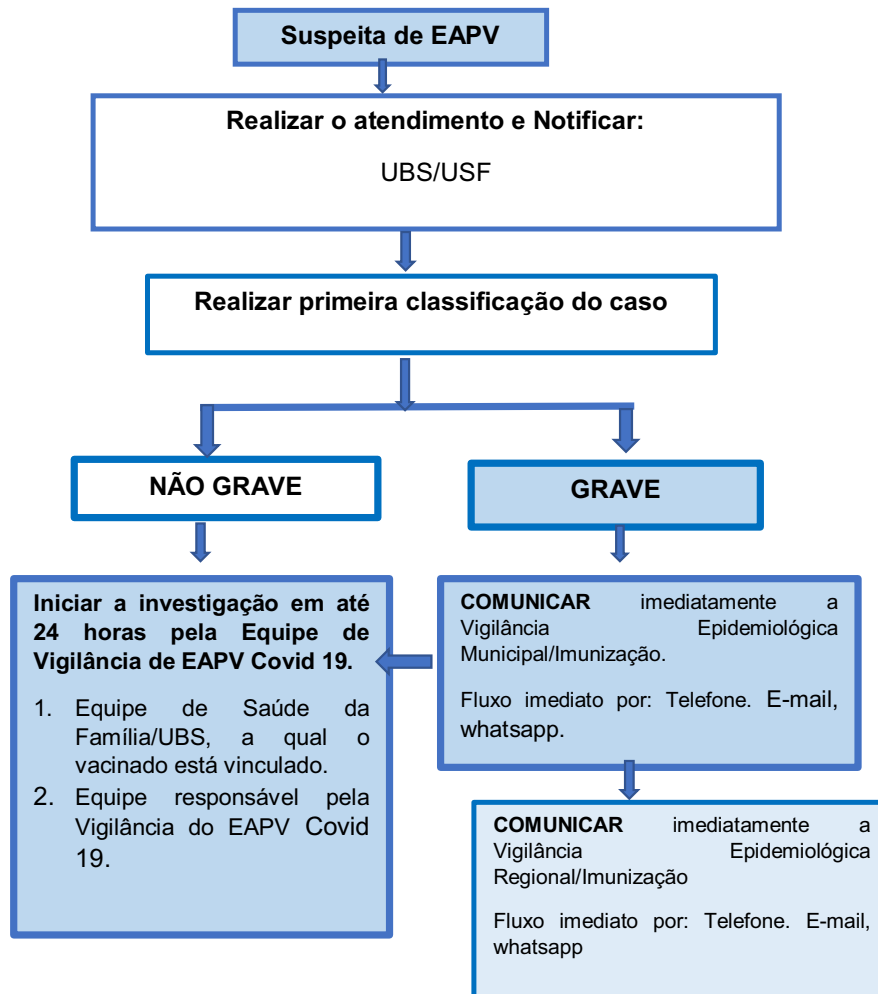 Suspeita de EAPV
Realizar o atendimento e Notificar:
UBS/USF
Realizar primeira classificação do caso
NÃO GRAVE
GRAVE
Iniciar a investigação em até
24 horas pela Equipe de
Vigilância de EAPV Covid 19.
1. Equipe de Saúde da
Família/UBS, a qual o
vacinado está vinculado.
2. Equipe responsável pela
Vigilância do EAPV Covid
19.
COMUNICAR imediatamente a
Vigilância Epidemiológica
Municipal/Imunização.
Fluxo imediato por: Telefone. E-mail,
whatsapp.
COMUNICAR imediatamente a
Vigilância Epidemiológica
Regional/Imunização
Fluxo imediato por: Telefone. E-mail,
whatsapp